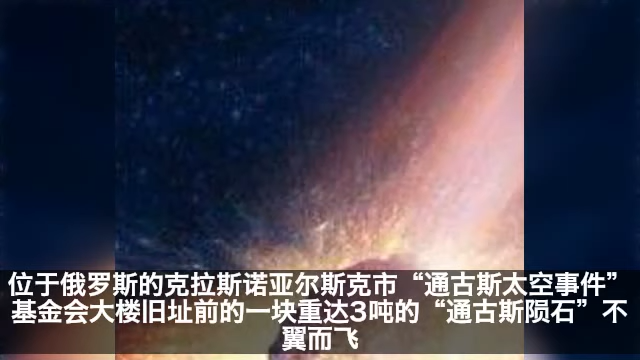 位于俄罗斯的克拉斯诺亚尔斯克市“通古斯太空事件”
基金会大楼旧址前的一块重达3吨的“通古斯陨石”不
翼而飞